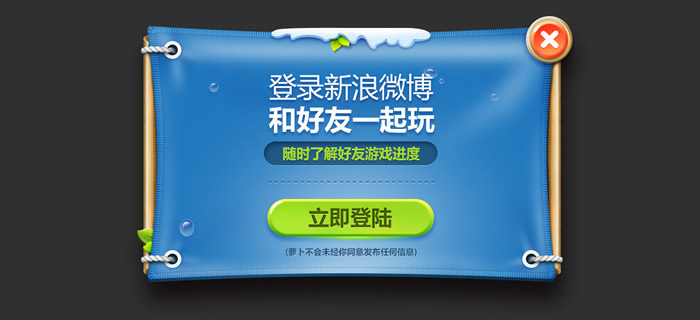 登录新浪微博
和好友一起玩
随时了解好友游戏进度
立即登陆
(萝卜不会未经你同意发布任何信息)